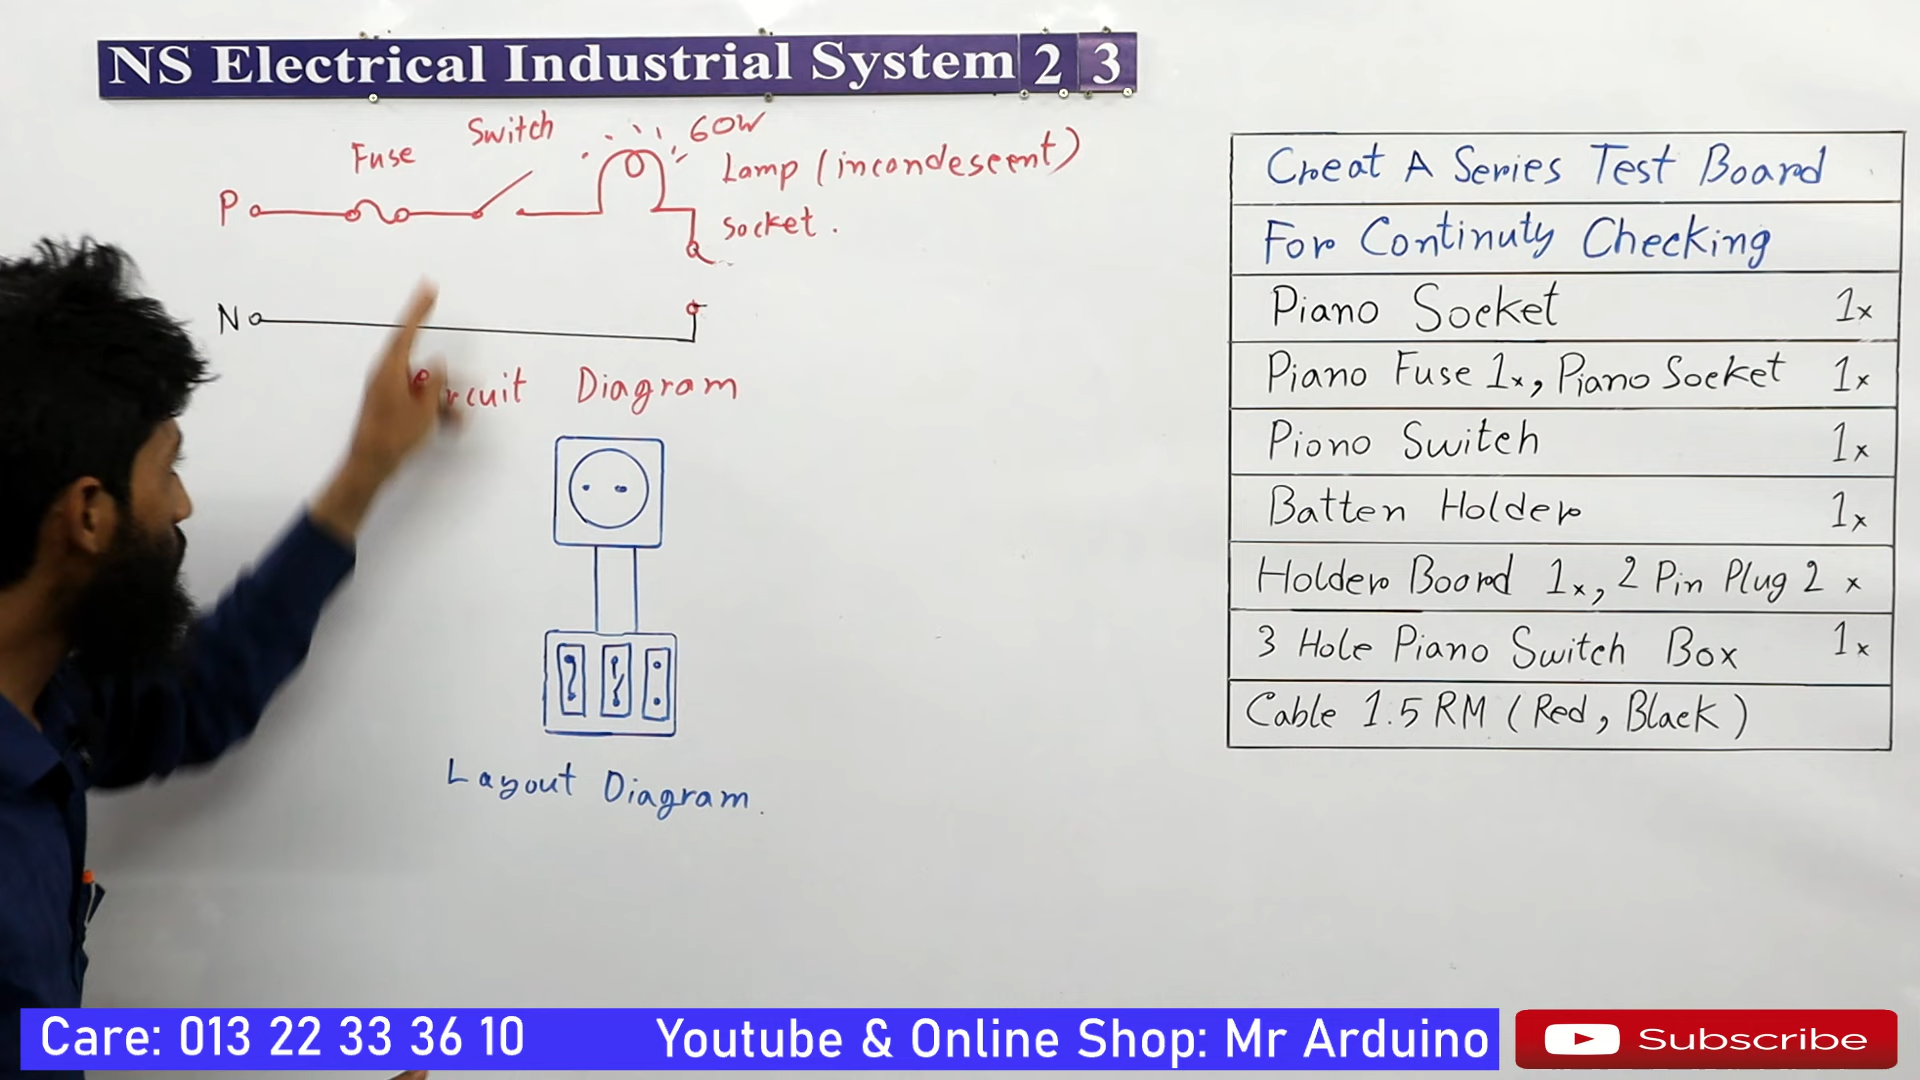 NS Electrical Industrial System 2 3
Switch
60W
Fuse
Lamp (incondescent)
P
Socket.
N
Circuit Diagram
Layout Diagram.
Creat A Series Test Board
For Continuty Checking
Piano Socket 1x
Piano Fuse 1x, Piano Socket 1x
Piono Switch 1x
Batten Holder 1x
Holder Board 1x, 2 Pin Plug 2 x
3 Hole Piano Switch Box 1x
Cable 1.5 RM (Red, Black)
Care: 013 22 33 36 10
Youtube & Online Shop: Mr Arduino
Subscribe